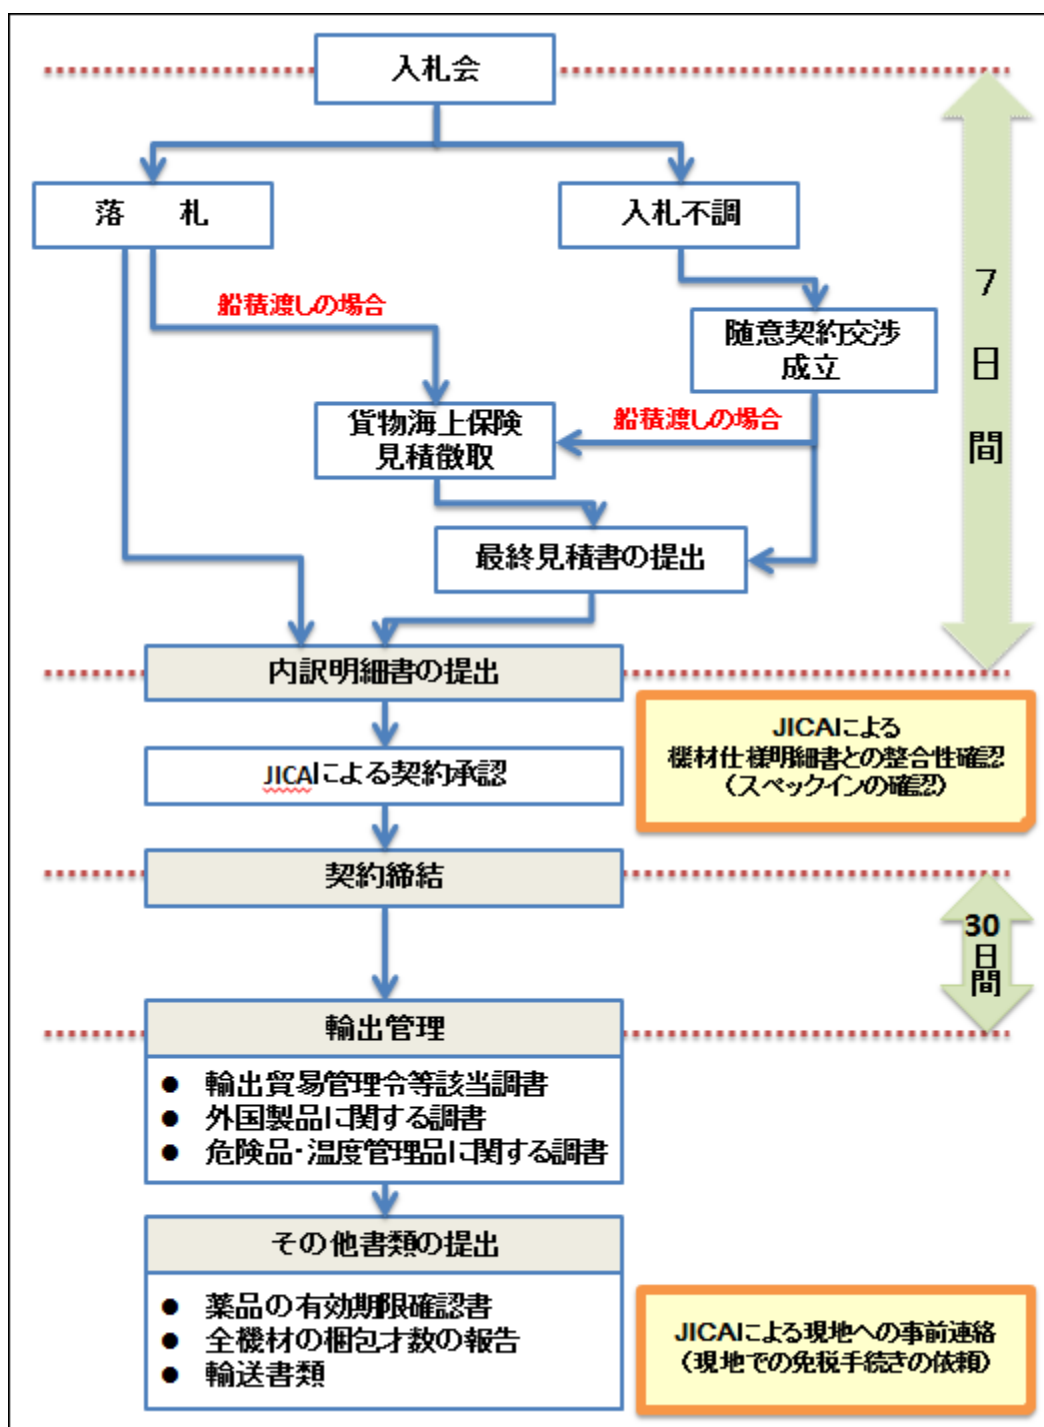 入札会
落　　札
入札不調
船積渡しの場合
随意契約交渉
成立
貨物海上保険
見積徴取
船積渡しの場合
最終見積書の提出
7日間
内訳明細書の提出
JICAによる
機材仕様明細書との整合性確認
（スペックインの確認）
JICAによる契約承認
契約締結
30日間
輸出管理
● 輸出貿易管理令等該当調書
● 外国製品に関する調書
● 危険品・温度管理品に関する調書
その他書類の提出
● 薬品の有効期限確認書
● 全機材の梱包才数の報告
● 輸送書類
JICAによる現地への事前連絡
（現地での免税手続きの依頼）